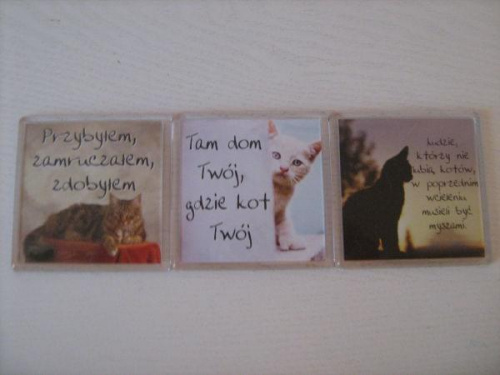 Przybyłem,
zamruczałem,
zdobyłem
Tam dom
Twój,
gdzie kot
Twój
Ludzie,
którzy nie
lubią kotów,
w poprzednim
wcieleniu
musieli być
myszami.